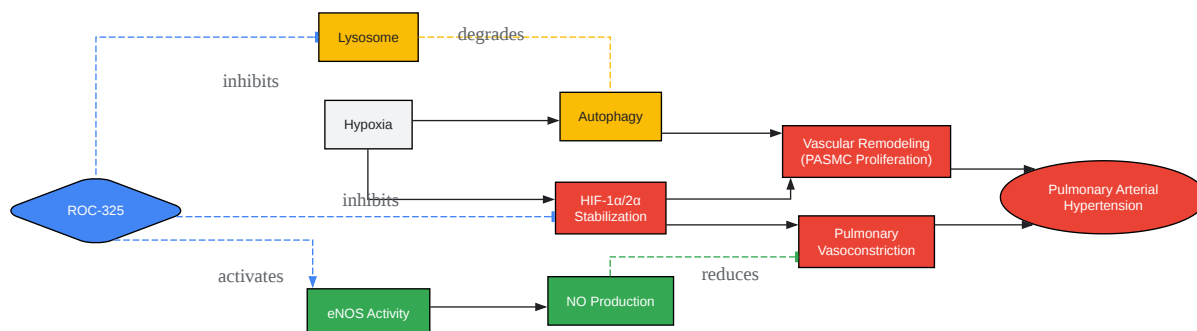 Lysosome
degrades
inhibits
Hypoxia
Autophagy
Vascular Remodeling
(PASMC Proliferation)
ROC-325
inhibits
HIF-1α/2α
Stabilization
Pulmonary Arterial
Hypertension
Pulmonary
Vasoconstriction
activates
reduces
eNOS Activity
NO Production